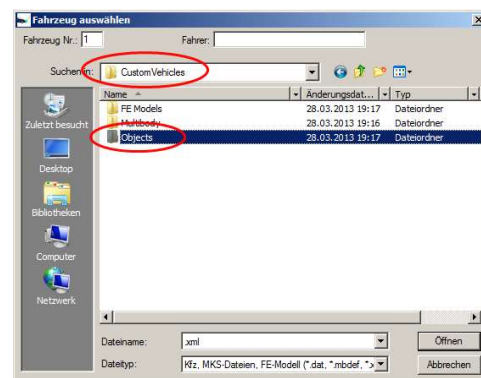 Fahrzeug auswählen
Fahrzeug Nr.: 1 Fahrer:
Suchen in: CustomVehicles
Name Änderungsdat... Typ
FE Models 28.03.2013 19:17 Dateiordner
Multibody 28.03.2013 19:16 Dateiordner
Objects 28.03.2013 19:17 Dateiordner
Zuletzt besucht
Desktop
Bibliotheken
Computer
Netzwerk
Dateiname: .xml Öffnen
Dateityp: Kfz, MKS-Dateien, FE-Modell (*.dat, *.mbdef, *.x Abbrechen